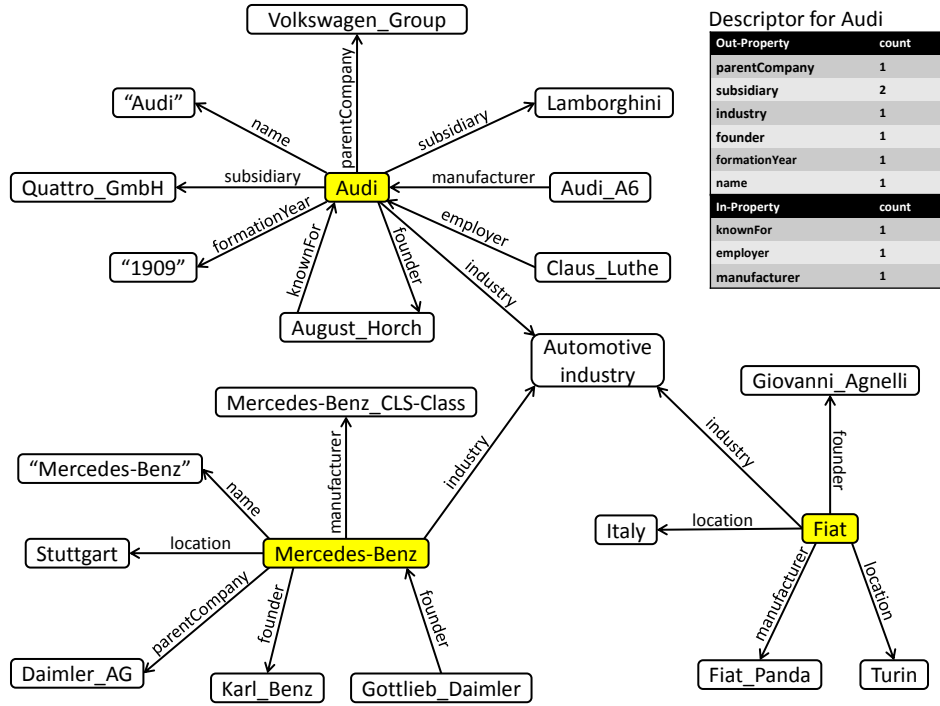 Volkswagen_Group
Descriptor for Audi
Out-Property count
parentCompany 1
subsidiary 2
industry 1
founder 1
formationYear 1
name 1
In-Property count
knownFor 1
employer 1
manufacturer 1
"Audi"
name
parentCompany
subsidiary
Lamborghini
Quattro_GmbH
subsidiary
Audi
manufacturer
Audi_A6
formationYear
knownFor
founder
employer
industry
"1909"
Claus_Luthe
August_Horch
Automotive
industry
Mercedes-Benz_CLS-Class
Giovanni_Agnelli
manufacturer
industry
industry
founder
"Mercedes-Benz"
name
Stuttgart
location
Mercedes-Benz
Italy
location
Fiat
parentCompany
founder
founder
manufacturer
location
Daimler_AG
Karl_Benz
Gottlieb_Daimler
Fiat_Panda
Turin